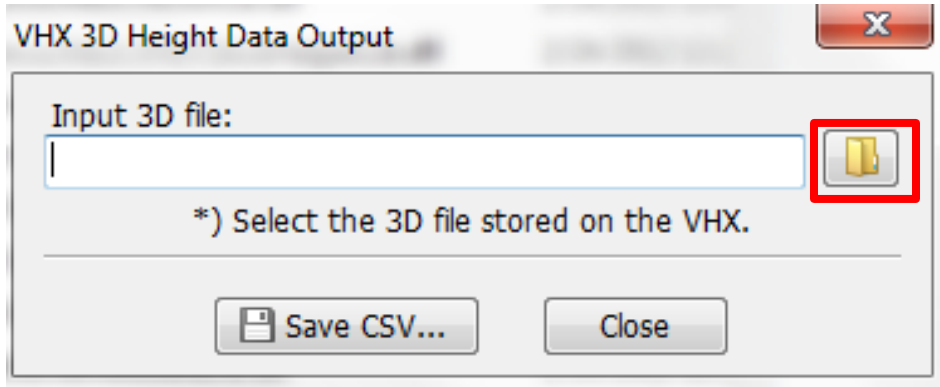 VHX 3D Height Data Output
Input 3D file:
*) Select the 3D file stored on the VHX.
Save CSV...
Close